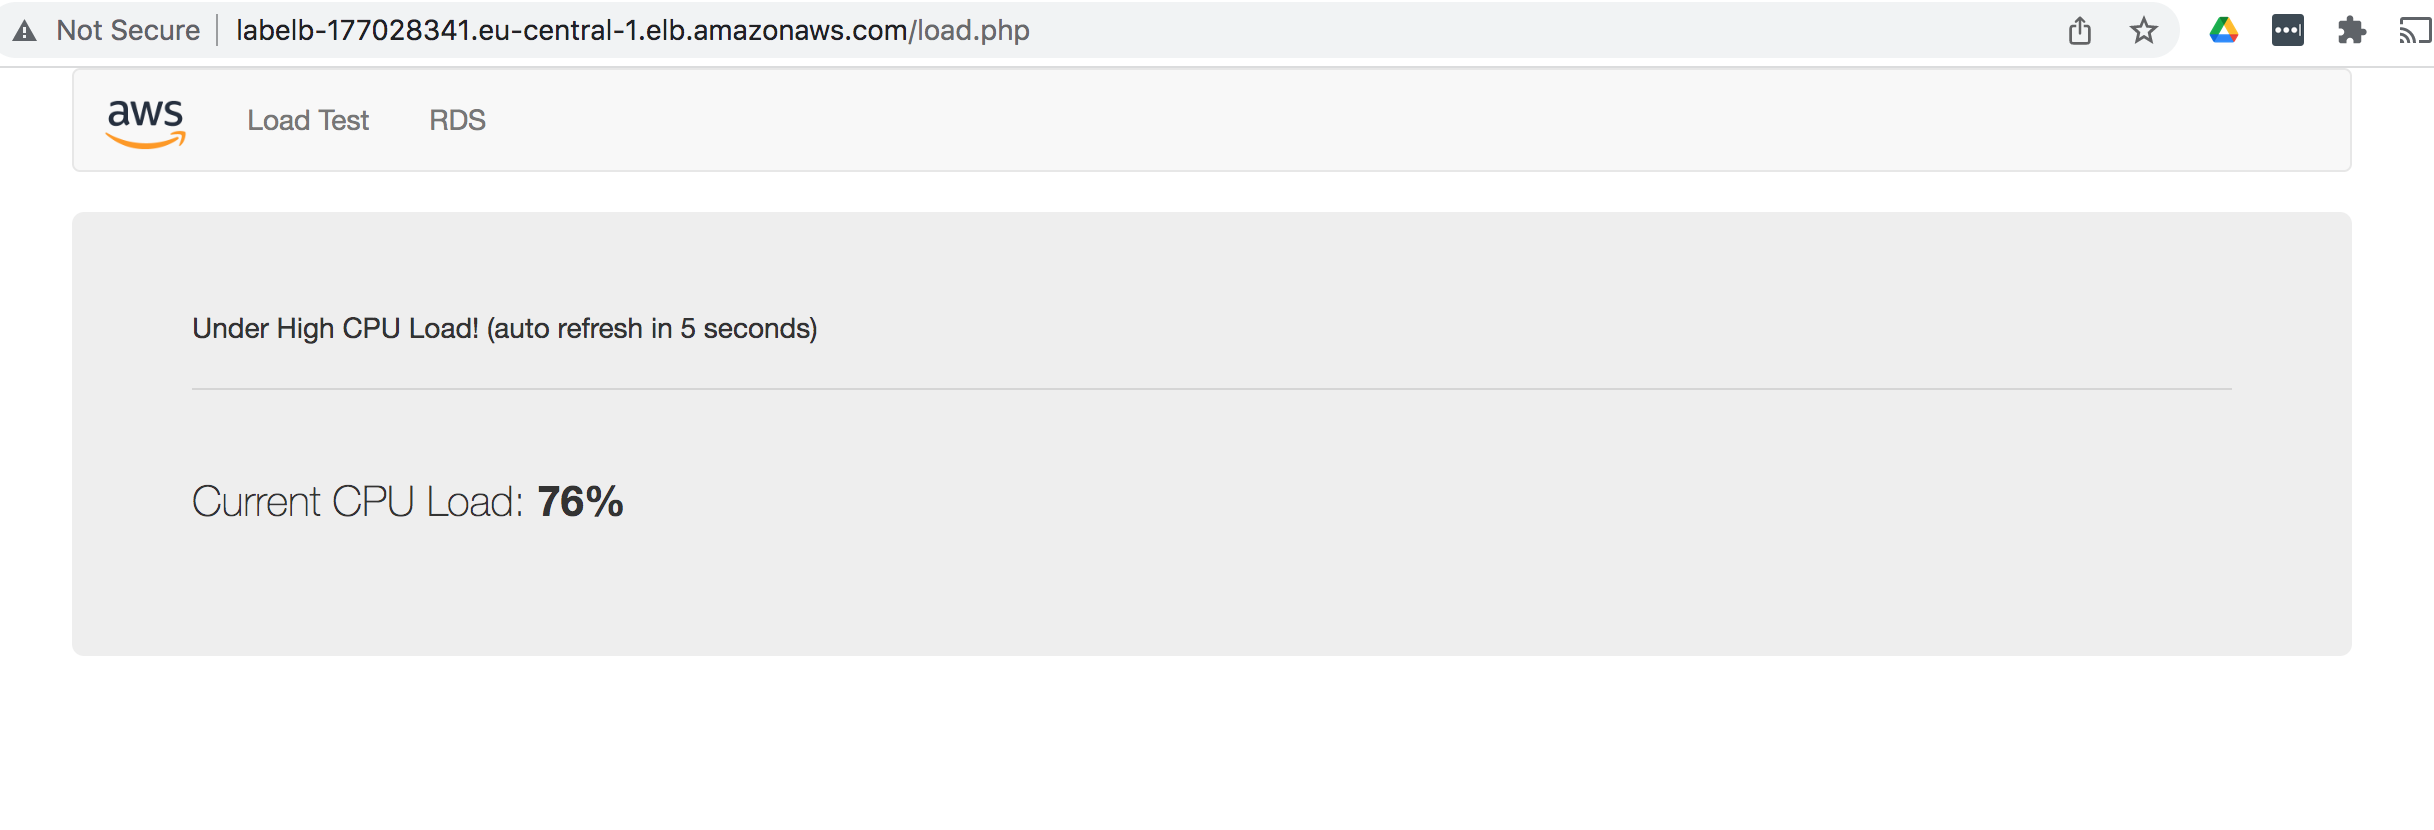 Not Secure labelb-177028341.eu-central-1.elb.amazonaws.com/load.php
aws Load Test RDS
Under High CPU Load! (auto refresh in 5 seconds)
Current CPU Load: 76%